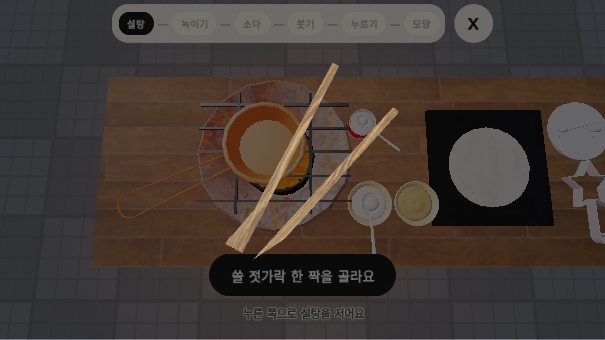 설탕 — 녹이기 — 소다 — 붓기 — 누르기 — 모양 X
쓸 젓가락 한 짝을 골라요
누른 쪽으로 설탕을 저어요